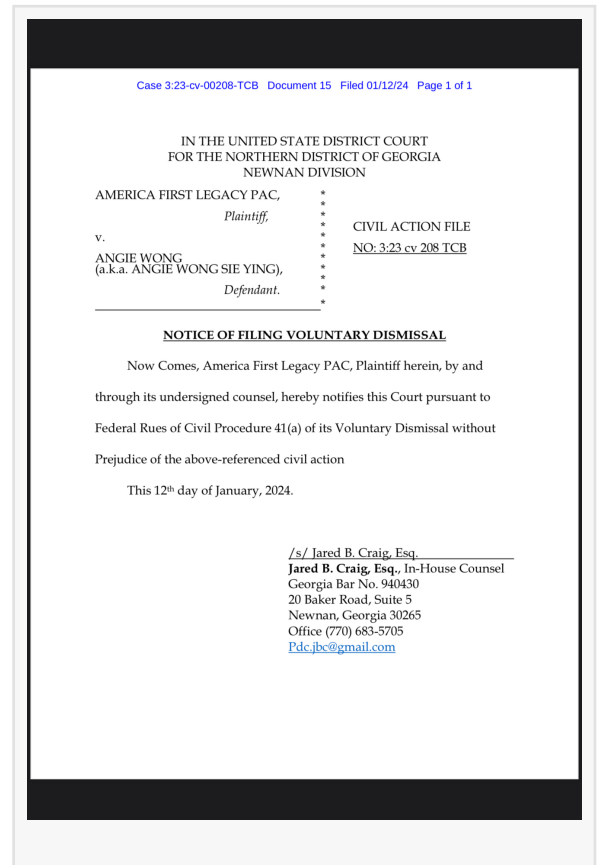 Case 3:23-cv-00208-TCB Document 15 Filed 01/12/24 Page 1 of 1
IN THE UNITED STATE DISTRICT COURT
FOR THE NORTHERN DISTRICT OF GEORGIA
NEWNAN DIVISION
AMERICA FIRST LEGACY PAC,
Plaintiff,
v.
ANGIE WONG
(a.k.a. ANGIE WONG SIE YING),
Defendant.
*
*
*
*
*
*
*
*
*
*
*
CIVIL ACTION FILE
NO: 3:23 cv 208 TCB
NOTICE OF FILING VOLUNTARY DISMISSAL
Now Comes, America First Legacy PAC, Plaintiff herein, by and
through its undersigned counsel, hereby notifies this Court pursuant to
Federal Rues of Civil Procedure 41(a) of its Voluntary Dismissal without
Prejudice of the above-referenced civil action
This 12th day of January, 2024.
/s/ Jared B. Craig, Esq.
Jared B. Craig, Esq., In-House Counsel
Georgia Bar No. 940430
20 Baker Road, Suite 5
Newnan, Georgia 30265
Office (770) 683-5705
Pdc.jbc@gmail.com